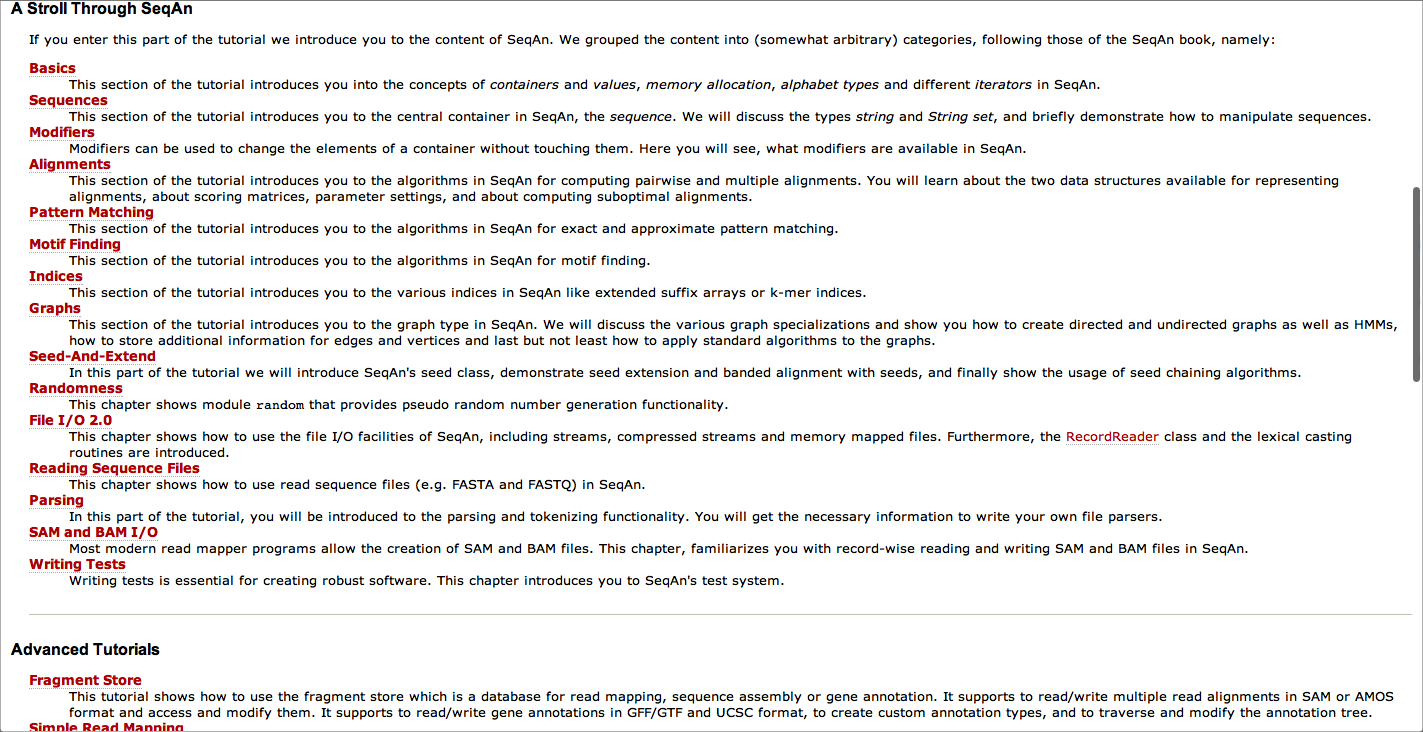 A Stroll Through SeqAn
If you enter this part of the tutorial we introduce you to the content of SeqAn. We grouped the content into (somewhat arbitrary) categories, following those of the SeqAn book, namely:
Basics
This section of the tutorial introduces you into the concepts of containers and values, memory allocation, alphabet types and different iterators in SeqAn.
Sequences
This section of the tutorial introduces you to the central container in SeqAn, the sequence. We will discuss the types string and String set, and briefly demonstrate how to manipulate sequences.
Modifiers
Modifiers can be used to change the elements of a container without touching them. Here you will see, what modifiers are available in SeqAn.
Alignments
This section of the tutorial introduces you to the algorithms in SeqAn for computing pairwise and multiple alignments. You will learn about the two data structures available for representing
alignments, about scoring matrices, parameter settings, and about computing suboptimal alignments.
Pattern Matching
This section of the tutorial introduces you to the algorithms in SeqAn for exact and approximate pattern matching.
Motif Finding
This section of the tutorial introduces you to the algorithms in SeqAn for motif finding.
Indices
This section of the tutorial introduces you to the various indices in SeqAn like extended suffix arrays or k-mer indices.
Graphs
This section of the tutorial introduces you to the graph type in SeqAn. We will discuss the various graph specializations and show you how to create directed and undirected graphs as well as HMMs,
how to store additional information for edges and vertices and last but not least how to apply standard algorithms to the graphs.
Seed-And-Extend
In this part of the tutorial we will introduce SeqAn's seed class, demonstrate seed extension and banded alignment with seeds, and finally show the usage of seed chaining algorithms.
Randomness
This chapter shows module random that provides pseudo random number generation functionality.
File I/O 2.0
This chapter shows how to use the file I/O facilities of SeqAn, including streams, compressed streams and memory mapped files. Furthermore, the RecordReader class and the lexical casting
routines are introduced.
Reading Sequence Files
This chapter shows how to use read sequence files (e.g. FASTA and FASTQ) in SeqAn.
Parsing
In this part of the tutorial, you will be introduced to the parsing and tokenizing functionality. You will get the necessary information to write your own file parsers.
SAM and BAM I/O
Most modern read mapper programs allow the creation of SAM and BAM files. This chapter, familiarizes you with record-wise reading and writing SAM and BAM files in SeqAn.
Writing Tests
Writing tests is essential for creating robust software. This chapter introduces you to SeqAn's test system.
Advanced Tutorials
Fragment Store
This tutorial shows how to use the fragment store which is a database for read mapping, sequence assembly or gene annotation. It supports to read/write multiple read alignments in SAM or AMOS
format and access and modify them. It supports to read/write gene annotations in GFF/GTF and UCSC format, to create custom annotation types, and to traverse and modify the annotation tree.
Simple Read Mapping